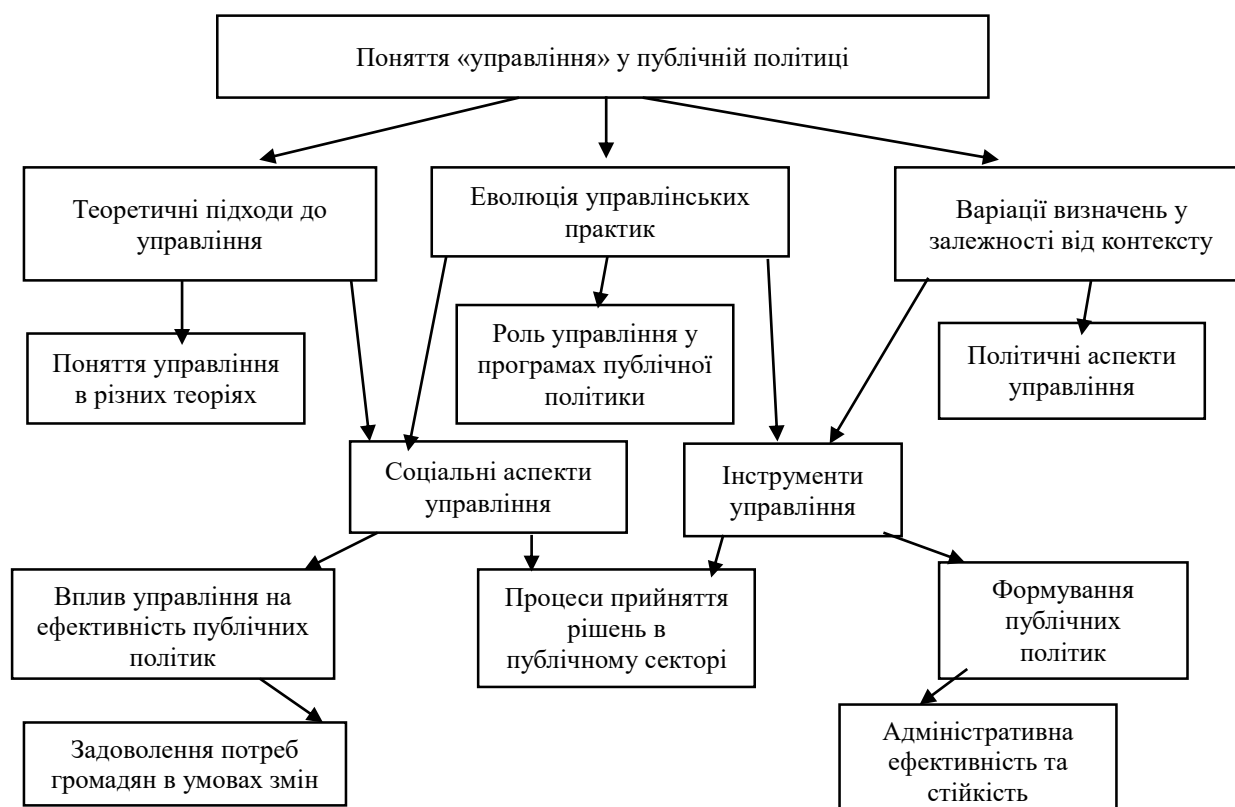 Поняття «управління» у публічній політиці
Теоретичні підходи до
управління
Еволюція управлінських
практик
Варіації визначень у
залежності від контексту
Поняття управління
в різних теоріях
Роль управління у
програмах публічної
політики
Політичні аспекти
управління
Соціальні аспекти
управління
Інструменти
управління
Вплив управління на
ефективність публічних
політик
Процеси прийняття
рішень в
публічному секторі
Формування
публічних
політик
Задоволення потреб
громадян в умовах змін
Адміністративна
ефективність та
стійкість